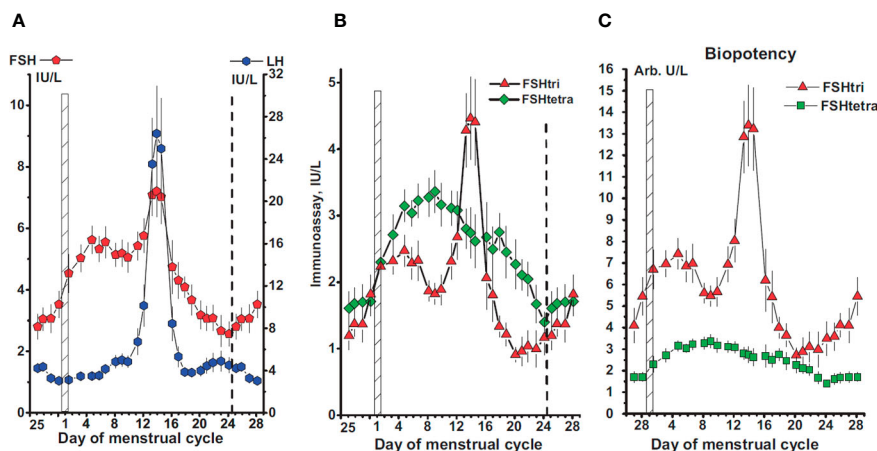 A
FSH
IU/L
LH
IU/L
10
8
6
4
2
0
32
28
24
20
16
12
8
4
0
25 28 1 4 8 12 16 20 24 28
Day of menstrual cycle
B
FSHtri
FSHtetra
Immunoassay, IU/L
5
4
3
2
1
0
25 28 1 4 8 12 16 20 24 28
Day of menstrual cycle
C
Biopotency
Arb. U/L
FSHtri
FSHtetra
16
15
14
13
12
11
10
9
8
7
6
5
4
3
2
1
0
28 4 8 12 16 20 24 28
Day of menstrual cycle